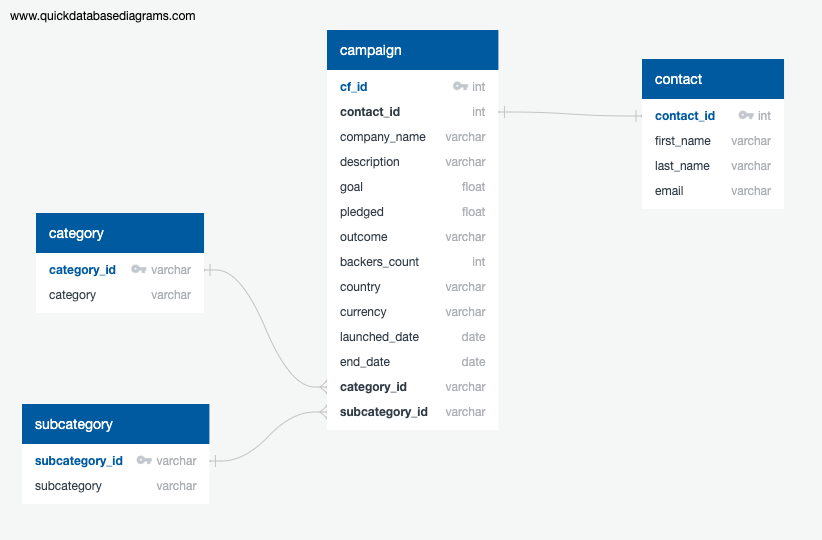 www.quickdatabasediagrams.com
campaign
cf_id int
contact_id int
company_name varchar
description varchar
goal float
pledged float
outcome varchar
backers_count int
country varchar
currency varchar
launched_date date
end_date date
category_id varchar
subcategory_id varchar
contact
contact_id int
first_name varchar
last_name varchar
email varchar
category
category_id varchar
category varchar
subcategory
subcategory_id varchar
subcategory varchar